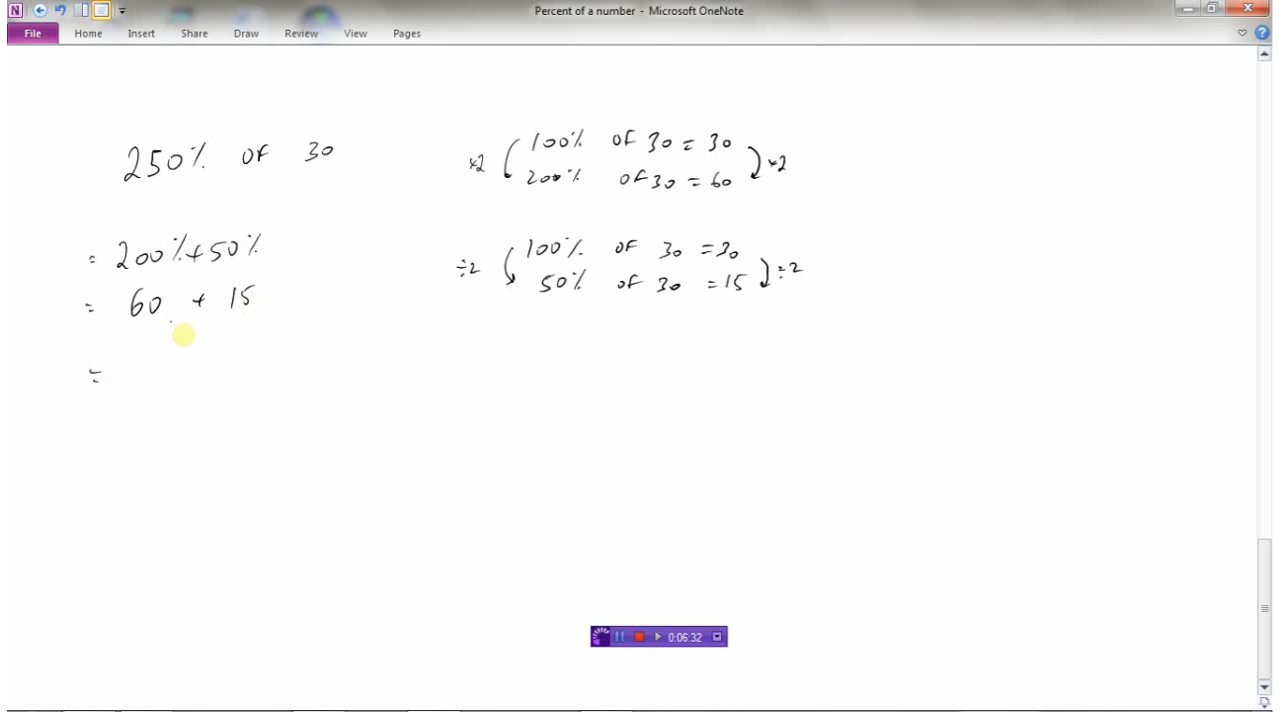 Percent of a number - Microsoft OneNote
File Home Insert Share Draw Review View Pages
250% of 30
= 200% + 50%
= 60 + 15
=
×2 100% of 30 = 30 ×2
200% of 30 = 60
÷2 100% of 30 = 30 ÷2
50% of 30 = 15
0:06:32